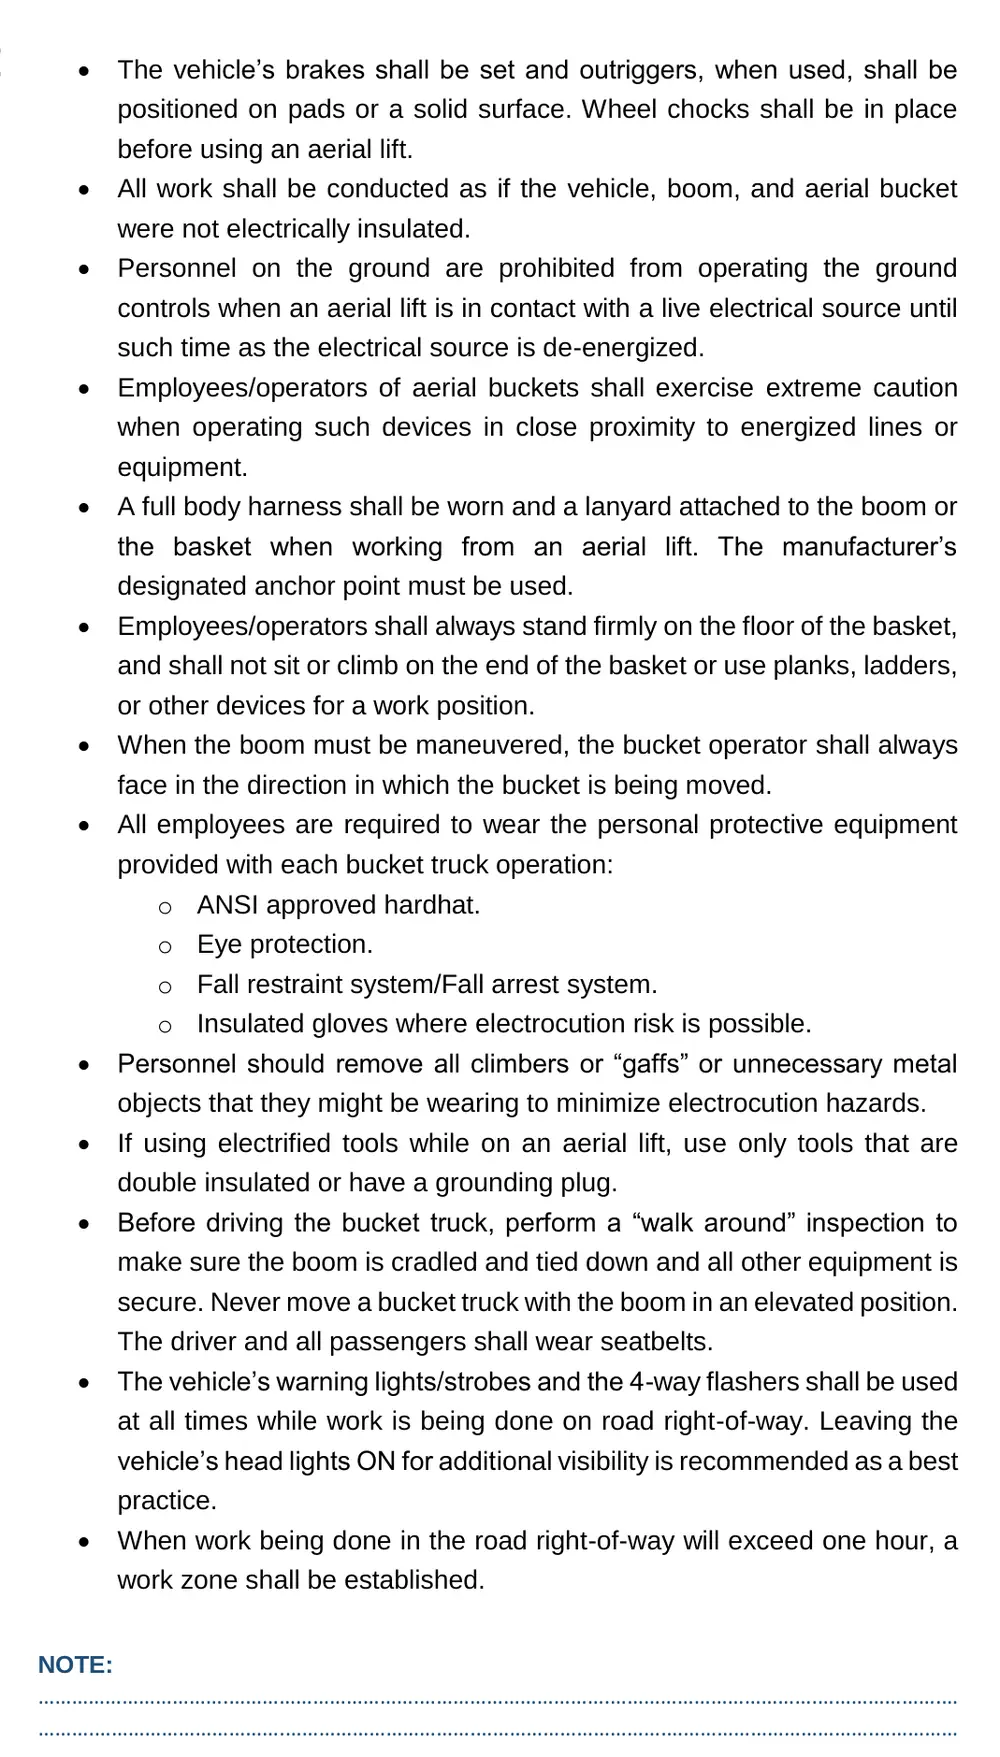 • The vehicle’s brakes shall be set and outriggers, when used, shall be
positioned on pads or a solid surface. Wheel chocks shall be in place
before using an aerial lift.
• All work shall be conducted as if the vehicle, boom, and aerial bucket
were not electrically insulated.
• Personnel on the ground are prohibited from operating the ground
controls when an aerial lift is in contact with a live electrical source until
such time as the electrical source is de-energized.
• Employees/operators of aerial buckets shall exercise extreme caution
when operating such devices in close proximity to energized lines or
equipment.
• A full body harness shall be worn and a lanyard attached to the boom or
the basket when working from an aerial lift. The manufacturer’s
designated anchor point must be used.
• Employees/operators shall always stand firmly on the floor of the basket,
and shall not sit or climb on the end of the basket or use planks, ladders,
or other devices for a work position.
• When the boom must be maneuvered, the bucket operator shall always
face in the direction in which the bucket is being moved.
• All employees are required to wear the personal protective equipment
provided with each bucket truck operation:
o ANSI approved hardhat.
o Eye protection.
o Fall restraint system/Fall arrest system.
o Insulated gloves where electrocution risk is possible.
• Personnel should remove all climbers or “gaffs” or unnecessary metal
objects that they might be wearing to minimize electrocution hazards.
• If using electrified tools while on an aerial lift, use only tools that are
double insulated or have a grounding plug.
• Before driving the bucket truck, perform a “walk around” inspection to
make sure the boom is cradled and tied down and all other equipment is
secure. Never move a bucket truck with the boom in an elevated position.
The driver and all passengers shall wear seatbelts.
• The vehicle’s warning lights/strobes and the 4-way flashers shall be used
at all times while work is being done on road right-of-way. Leaving the
vehicle’s head lights ON for additional visibility is recommended as a best
practice.
• When work being done in the road right-of-way will exceed one hour, a
work zone shall be established.
NOTE: